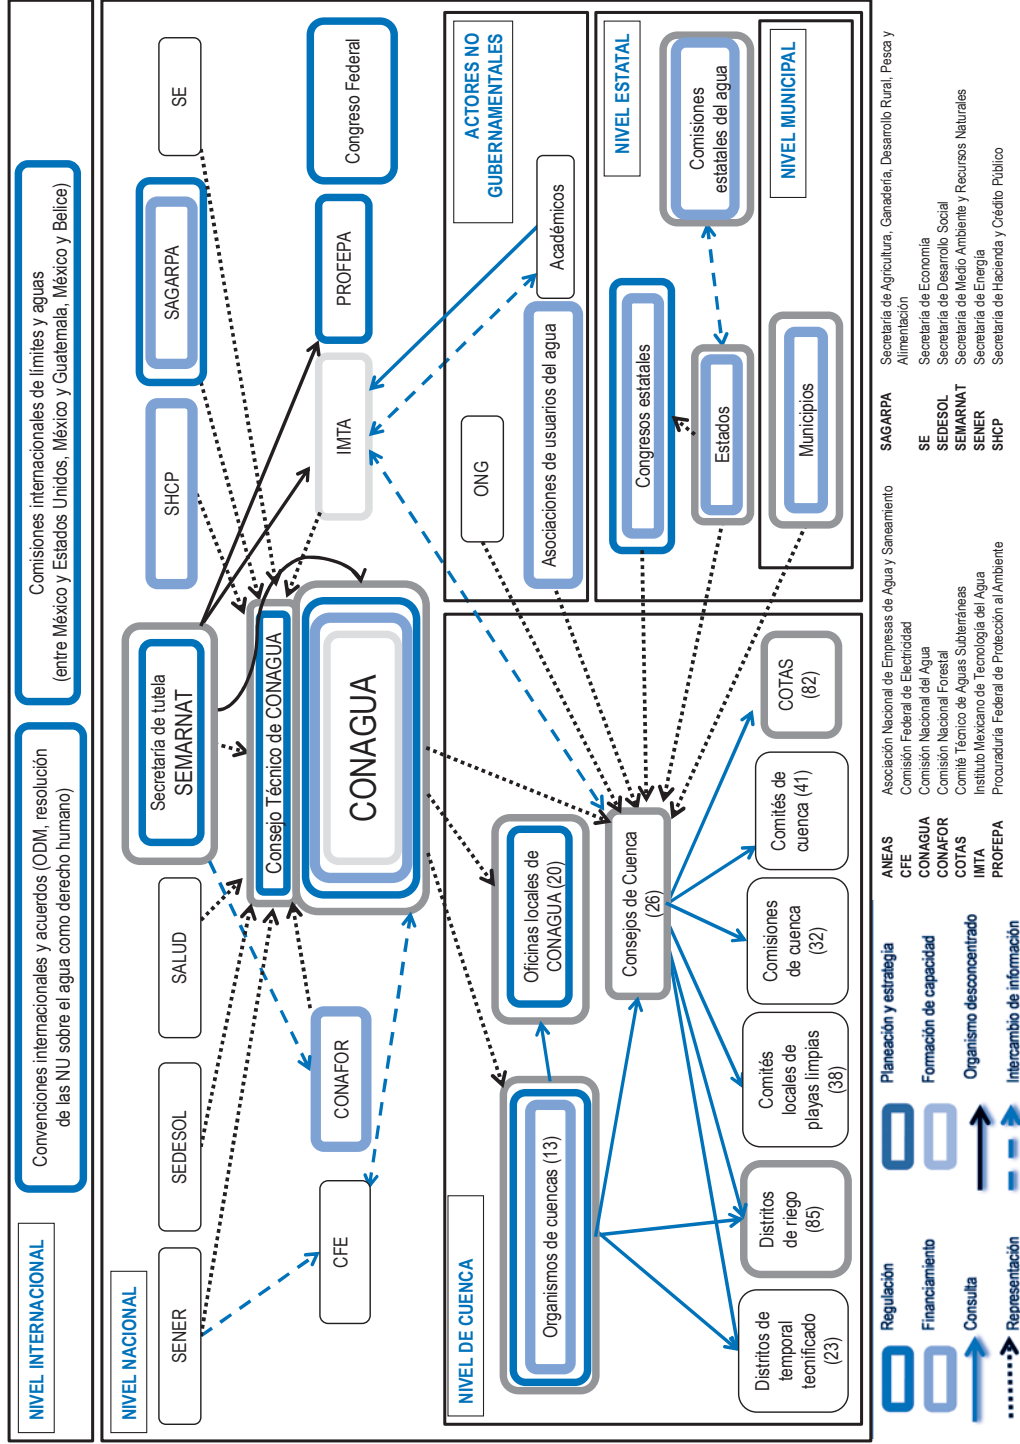 NIVEL INTERNACIONAL
Convenciones internacionales y acuerdos (ODM, resolución
de las NU sobre el agua como derecho humano)
Comisiones internacionales de límites y aguas
(entre México y Estados Unidos, México y Guatemala, México y Belice)
NIVEL NACIONAL
SENER
SEDESOL
SALUD
Secretaría de tutela
SEMARNAT
SHCP
SAGARPA
SE
Consejo Técnico de CONAGUA
CONAGUA
CFE
CONAFOR
IMTA
PROFEPA
Congreso Federal
NIVEL DE CUENCA
Organismos de cuencas (13)
Oficinas locales de
CONAGUA (20)
Consejos de Cuenca
(26)
Distritos de
temporal
tecnificado
(23)
Distritos
de riego
(85)
Comités
locales de
playas limpias
(38)
Comisiones
de cuenca
(32)
Comités de
cuenca (41)
COTAS
(82)
ACTORES NO
GUBERNAMENTALES
ONG
Asociaciones de usuarios del agua
Académicos
NIVEL ESTATAL
Congresos estatales
Estados
Comisiones
estatales del agua
NIVEL MUNICIPAL
Municipios
Regulación
Financiamiento
Consulta
Representación
Planeación y estrategia
Formación de capacidad
Organismo desconcentrado
Intercambio de información
ANEAS Asociación Nacional de Empresas de Agua y Saneamiento
CFE Comisión Federal de Electricidad
CONAGUA Comisión Nacional del Agua
CONAFOR Comisión Nacional Forestal
COTAS Comité Técnico de Aguas Subterráneas
IMTA Instituto Mexicano de Tecnología del Agua
PROFEPA Procuraduría Federal de Protección al Ambiente
SAGARPA Secretaría de Agricultura, Ganadería, Desarrollo Rural, Pesca y
Alimentación
SE Secretaría de Economía
SEDESOL Secretaría de Desarrollo Social
SEMARNAT Secretaría de Medio Ambiente y Recursos Naturales
SENER Secretaría de Energía
SHCP Secretaría de Hacienda y Crédito Público